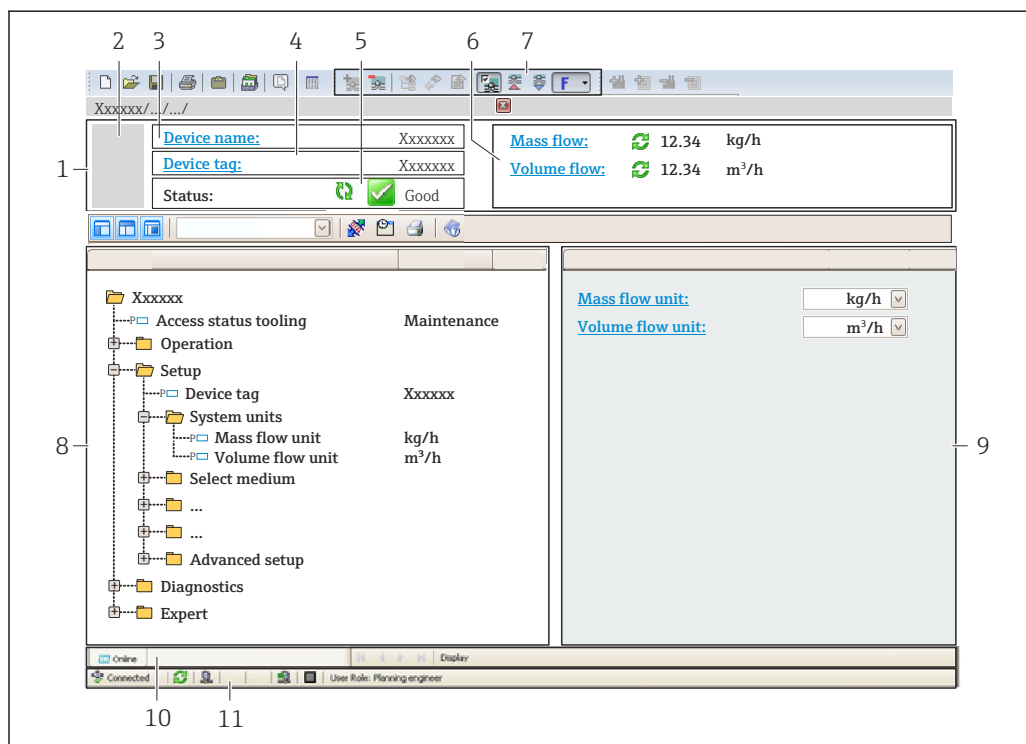 2 3 4 5 6 7
F
Xxxxxx/.../.../
1
Device name: Xxxxxxx
Device tag: Xxxxxxx
Status: Good
Mass flow: 12.34 kg/h
Volume flow: 12.34 m³/h
Xxxxxx
P Access status tooling Maintenance
Operation
Setup
P Device tag Xxxxxx
System units
P Mass flow unit kg/h
P Volume flow unit m³/h
Select medium
...
...
Advanced setup
Diagnostics
Expert
8
Mass flow unit: kg/h
Volume flow unit: m³/h
9
Online Display
Connected User Role: Planning engineer
10 11